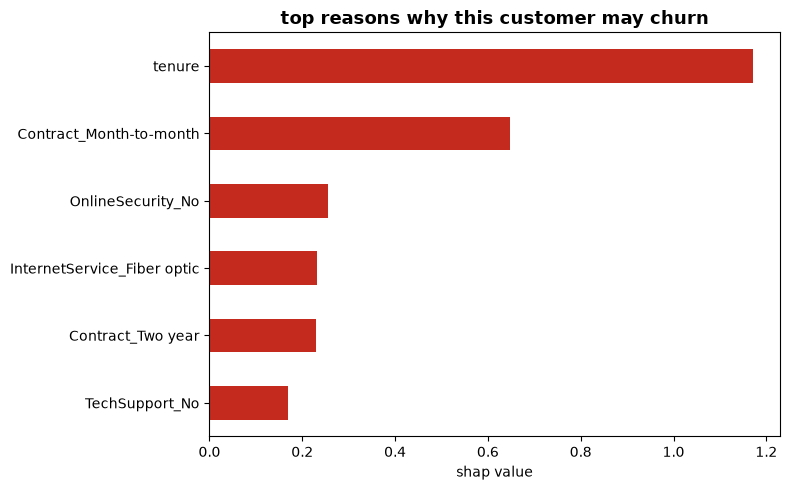 top reasons why this customer may churn
tenure
Contract_Month-to-month
OnlineSecurity_No
InternetService_Fiber optic
Contract_Two year
TechSupport_No
0.0 0.2 0.4 0.6 0.8 1.0 1.2
shap value